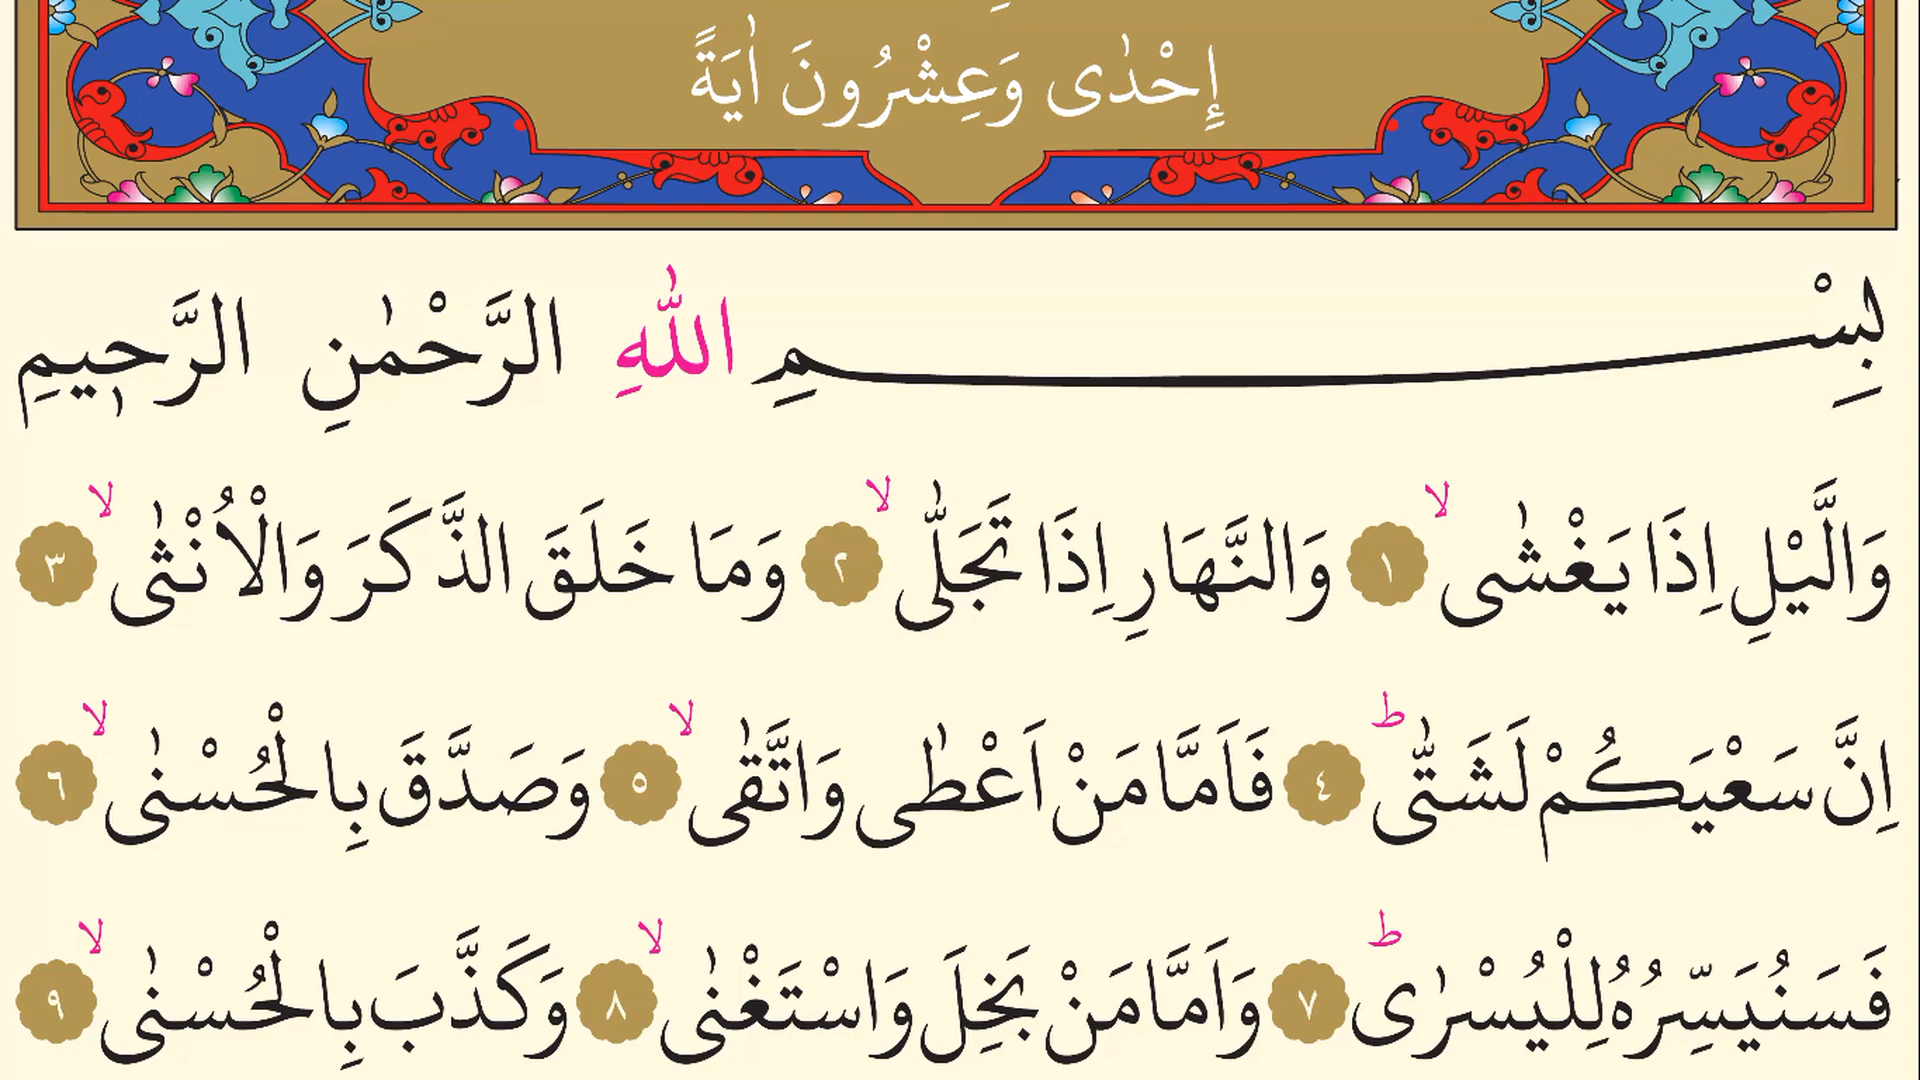 إِحْدٰى وَعِشْرُونَ اٰيَةً
بِسْمِ اللّٰهِ الرَّحْمٰنِ الرَّحٖيمِ
وَالَّيْلِ اِذَا يَغْشٰىۙ ﴿١﴾ وَالنَّهَارِ اِذَا تَجَلّٰىۙ ﴿٢﴾ وَمَا خَلَقَ الذَّكَرَ وَالْاُنْثٰىۙ ﴿٣﴾
اِنَّ سَعْيَكُمْ لَشَتّٰىؕ ﴿٤﴾ فَاَمَّا مَنْ اَعْطٰى وَاتَّقٰىۙ ﴿٥﴾ وَصَدَّقَ بِالْحُسْنٰىۙ ﴿٦﴾
فَسَنُيَسِّرُهُ لِلْيُسْرٰىؕ ﴿٧﴾ وَاَمَّا مَنْ بَخِلَ وَاسْتَغْنٰىۙ ﴿٨﴾ وَكَذَّبَ بِالْحُسْنٰىۙ ﴿٩﴾